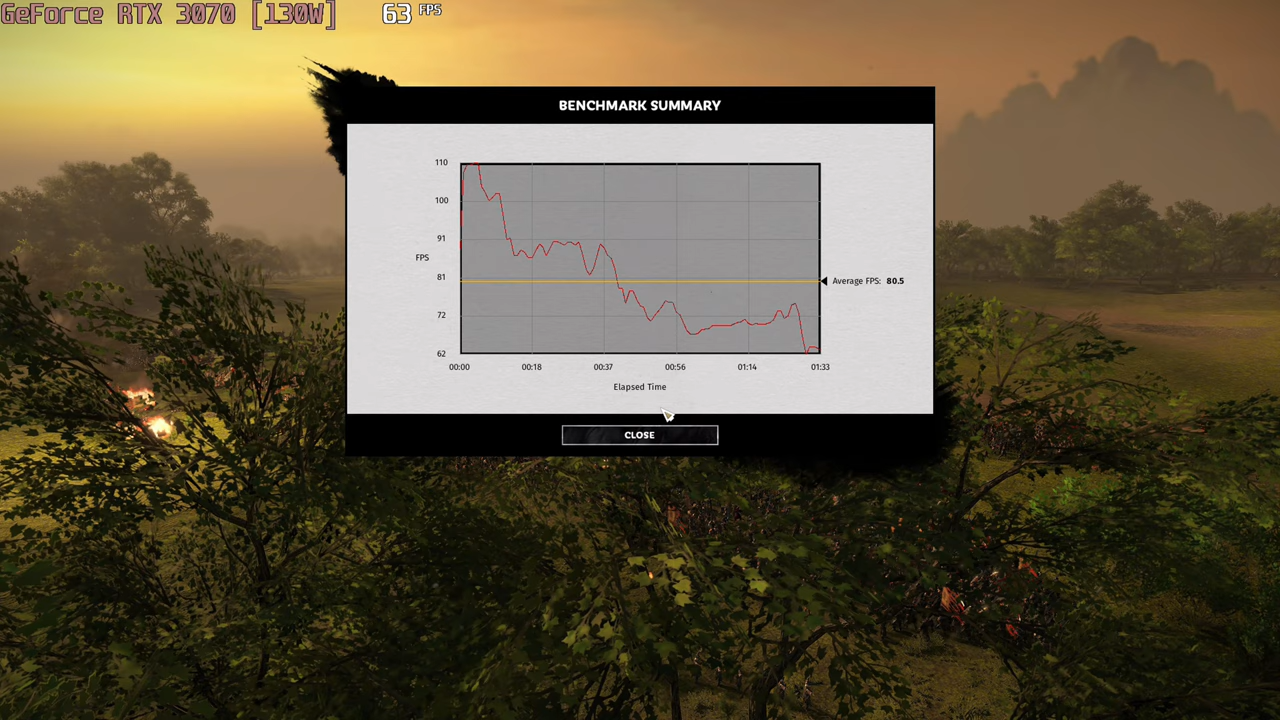 GeForce RTX 3070 [130W] 63 FPS
BENCHMARK SUMMARY
110
100
91
FPS
81
Average FPS: 80.5
72
62
00:00 00:18 00:37 00:56 01:14 01:33
Elapsed Time
CLOSE